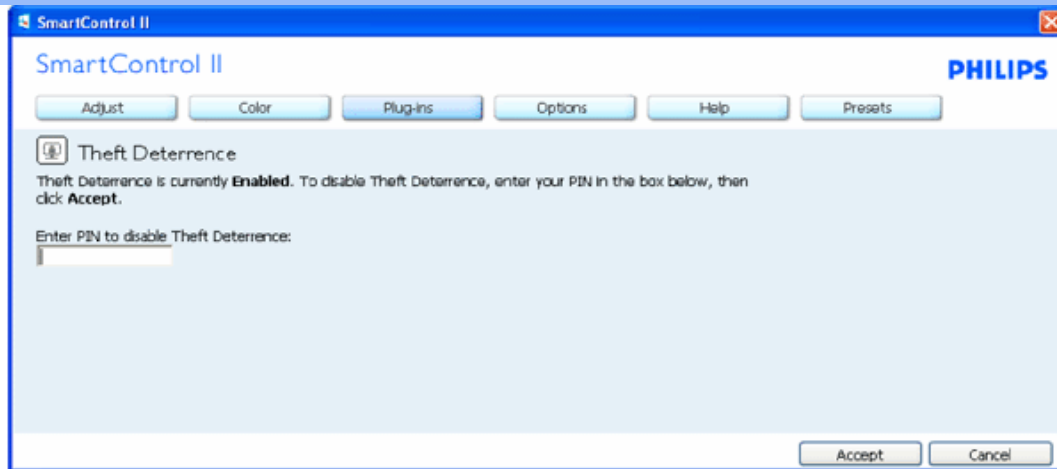 SmartControl II
SmartControl II
PHILIPS
Adjust Color Plug-ins Options Help Presets
Theft Deterrence
Theft Deterrence is currently Enabled. To disable Theft Deterrence, enter your PIN in the box below, then
click Accept.
Enter PIN to disable Theft Deterrence:
Accept Cancel